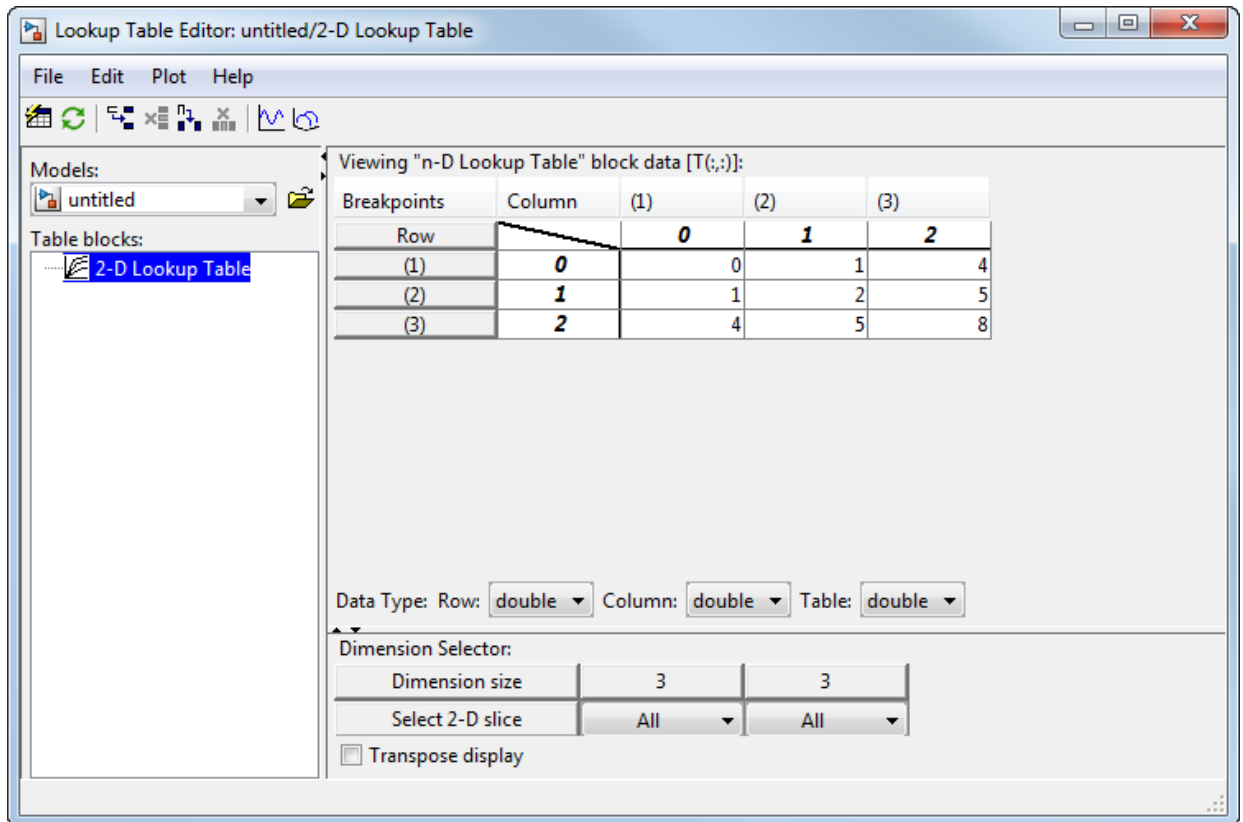 Lookup Table Editor: untitled/2-D Lookup Table
File Edit Plot Help
Models:
untitled
Table blocks:
2-D Lookup Table
Viewing "n-D Lookup Table" block data [T(:,:)]:
Breakpoints Column (1) (2) (3)
Row 0 1 2
(1) 0 0 1 4
(2) 1 1 2 5
(3) 2 4 5 8
Data Type: Row: double Column: double Table: double
Dimension Selector:
Dimension size 3 3
Select 2-D slice All All
Transpose display